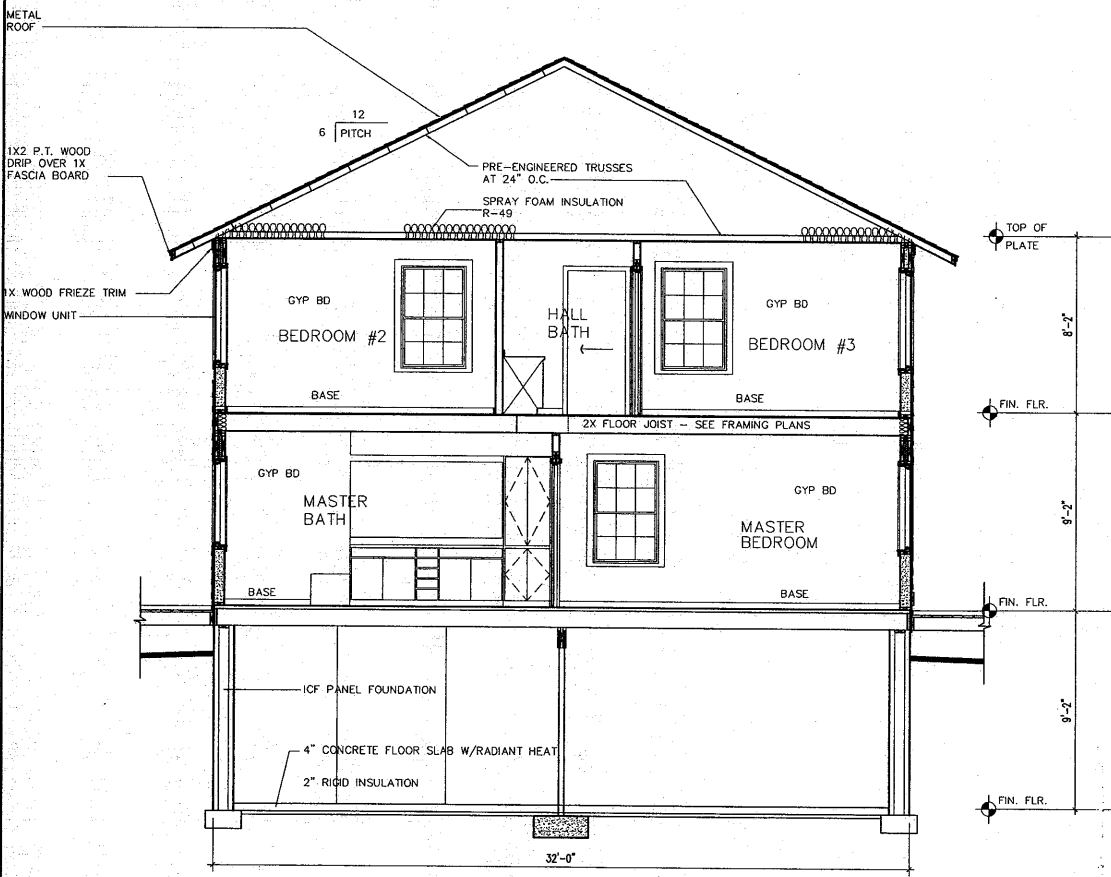 METAL
ROOF
12
6 PITCH
1X2 P.T. WOOD
DRIP OVER 1X
FASCIA BOARD
PRE-ENGINEERED TRUSSES
AT 24" O.C.
SPRAY FOAM INSULATION
R-49
TOP OF
PLATE
1X WOOD FRIEZE TRIM
WINDOW UNIT
GYP BD
BEDROOM #2
HALL
BATH
GYP BD
BEDROOM #3
8'-2"
BASE
BASE
FIN. FLR.
2X FLOOR JOIST - SEE FRAMING PLANS
GYP BD
MASTER
BATH
GYP BD
MASTER
BEDROOM
9'-2"
BASE
BASE
FIN. FLR.
ICF PANEL FOUNDATION
9'-2"
4" CONCRETE FLOOR SLAB W/RADIANT HEAT
2" RIGID INSULATION
FIN. FLR.
32'-0"